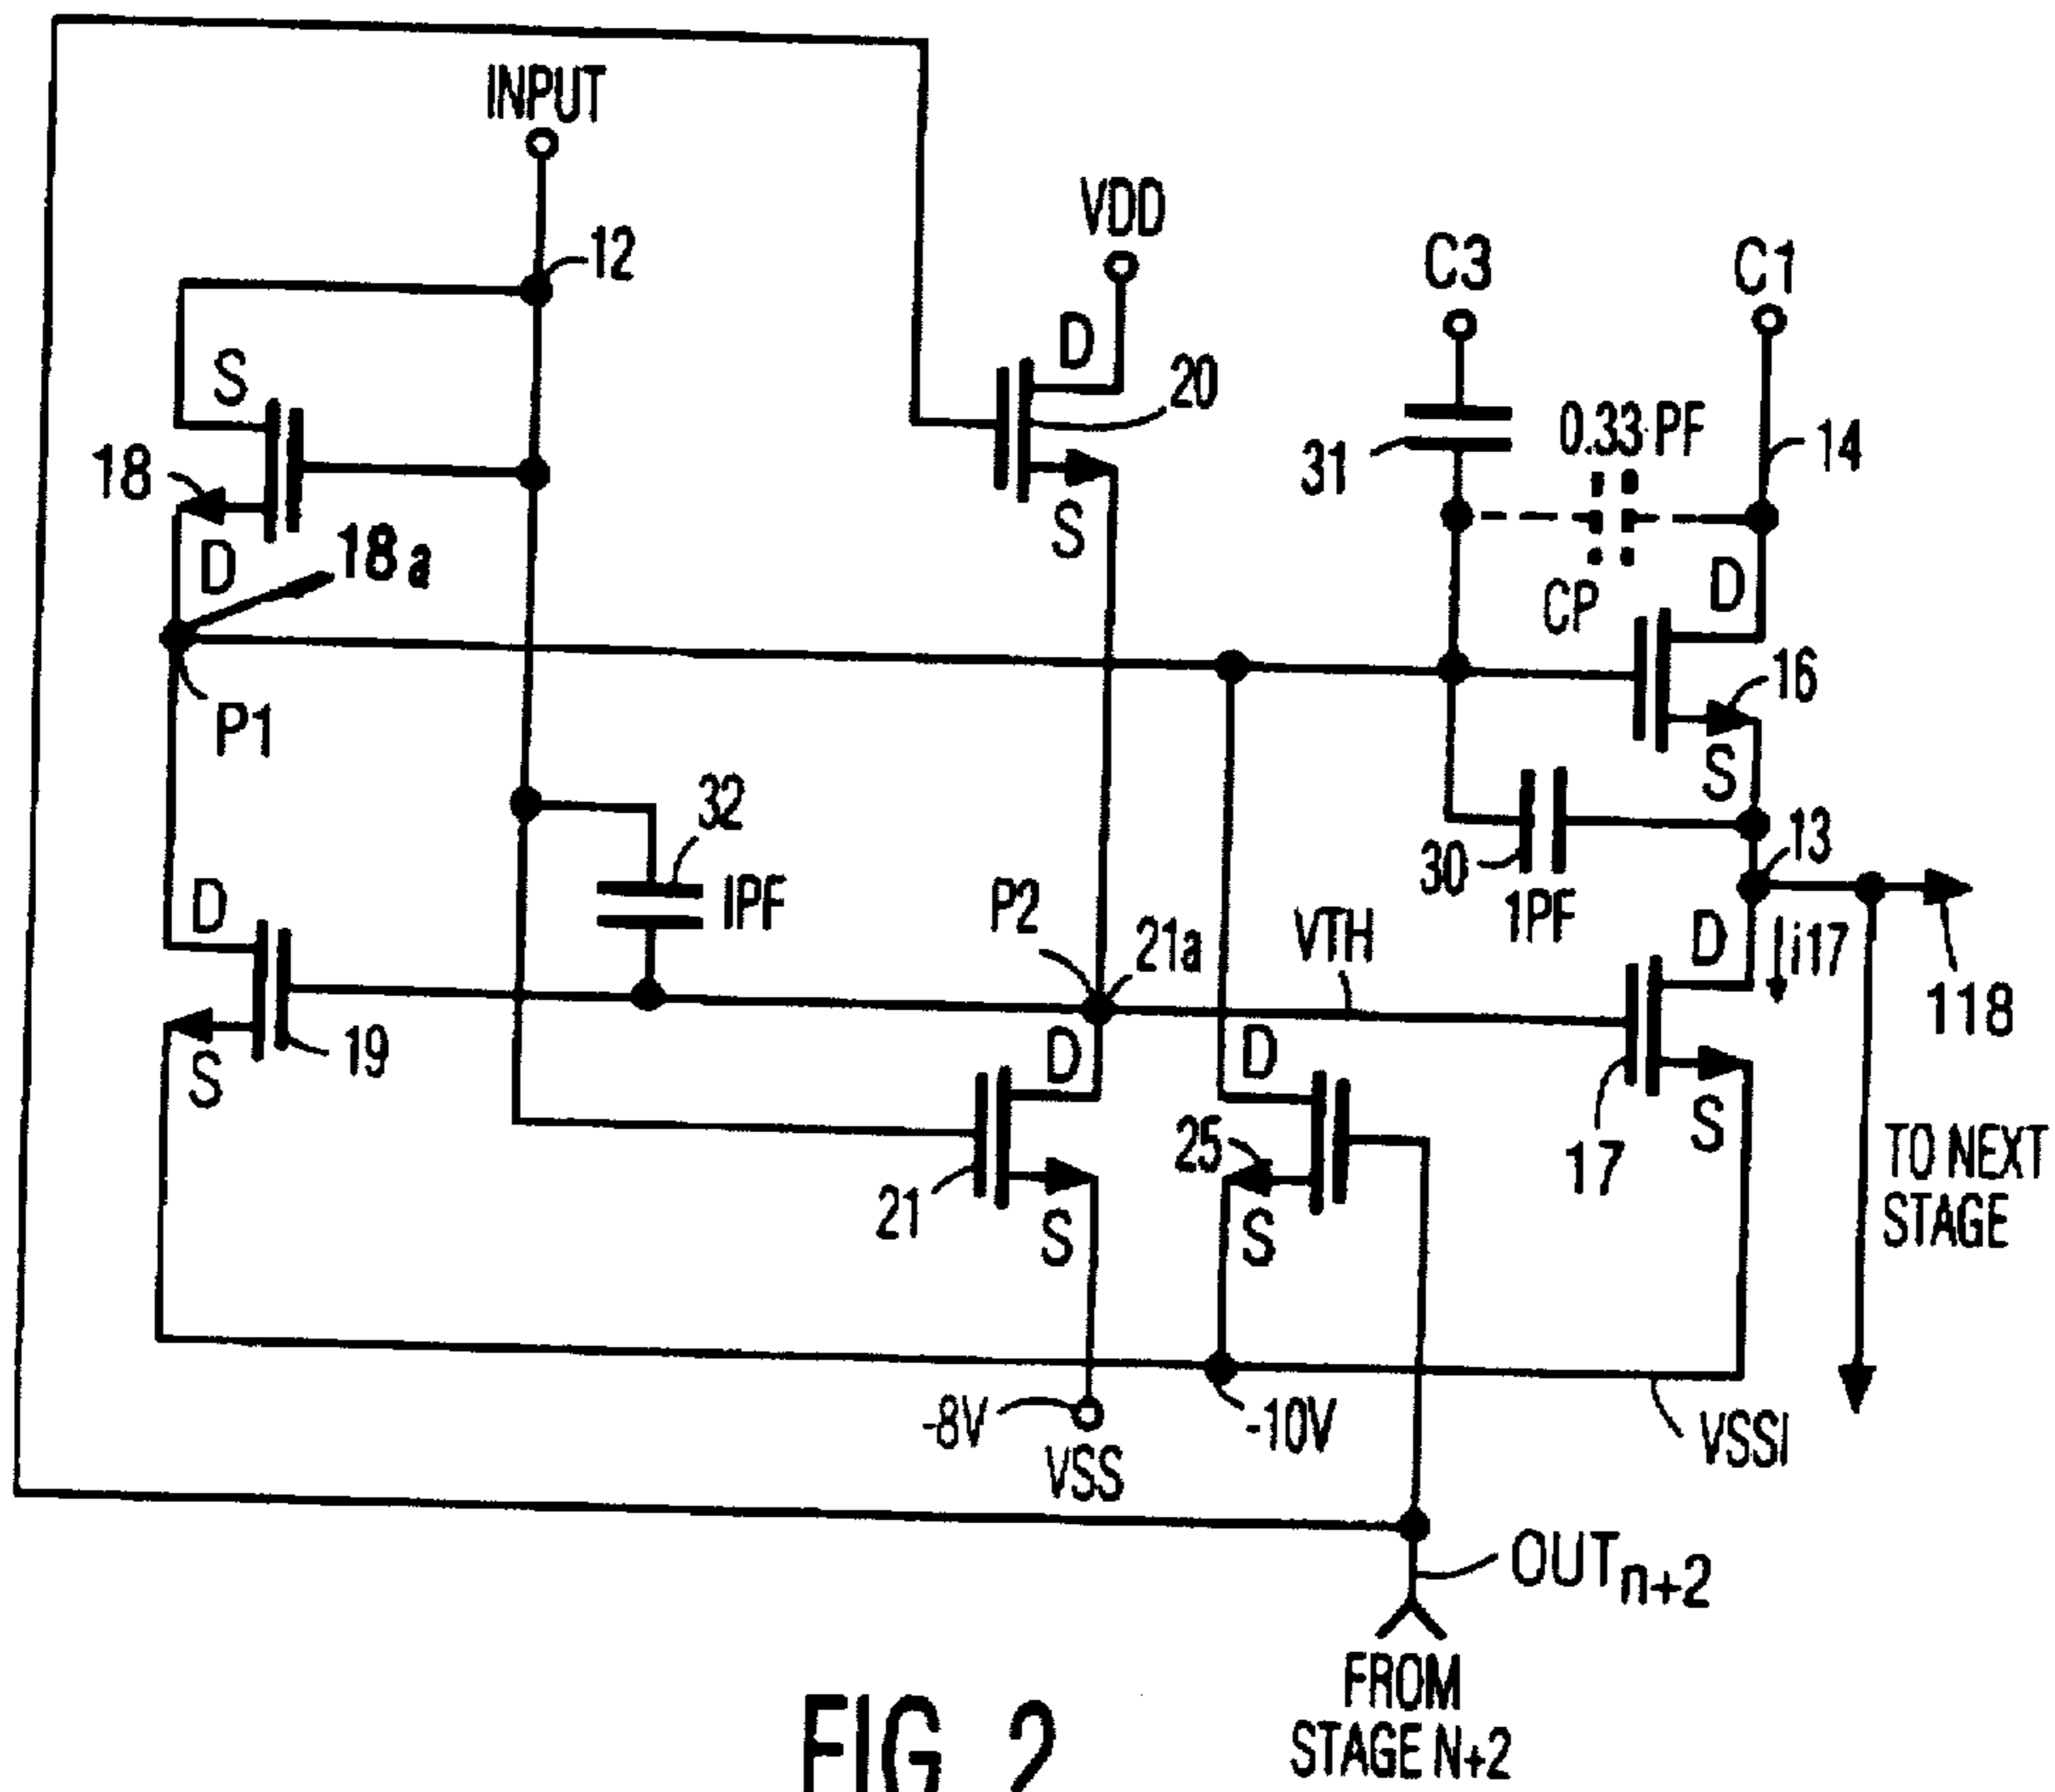 INPUT
12
VDD
C3
C1
S
D
20
0.33 PF
14
31
18
S
D
18a
CP
D
16
P1
S
32
13
30
1PF
D
IPF
P2
21a
VTH
D
i17
118
19
S
D
D
25
17
S
TO NEXT
STAGE
21
S
S
-8V
-10V
VSSI
VSS
OUTn+2
FROM
STAGE N+2
FIG. 2